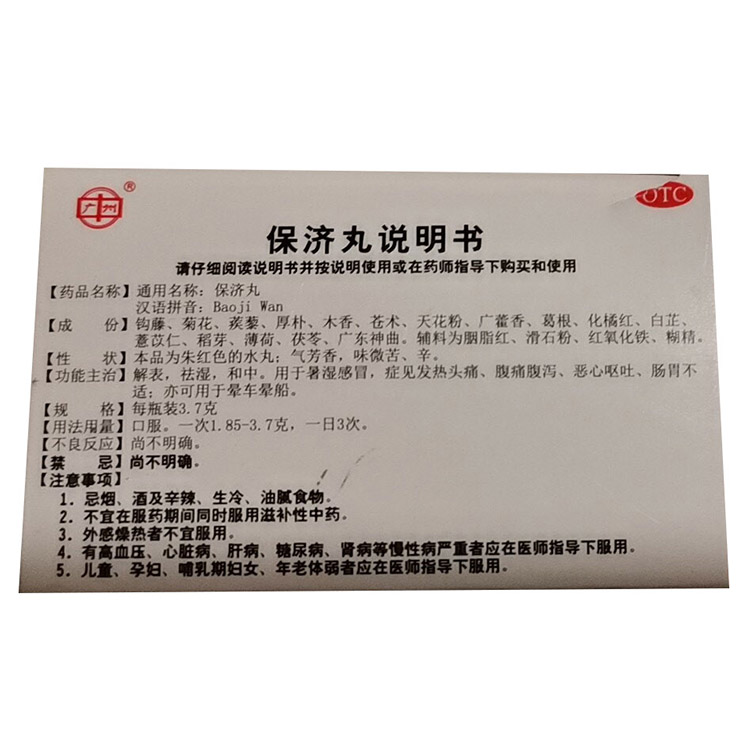 广州
®
OTC
保济丸说明书
请仔细阅读说明书并按说明使用或在药师指导下购买和使用
【药品名称】通用名称：保济丸
汉语拼音：Baoji Wan
【成　份】钩藤、菊花、蒺藜、厚朴、木香、苍术、天花粉、广藿香、葛根、化橘红、白芷、
薏苡仁、稻芽、薄荷、茯苓、广东神曲。辅料为胭脂红、滑石粉、红氧化铁、糊精。
【性　状】本品为朱红色的水丸；气芳香，味微苦、辛。
【功能主治】解表，祛湿，和中。用于暑湿感冒，症见发热头痛、腹痛腹泻、恶心呕吐、肠胃不
适；亦可用于晕车晕船。
【规　格】每瓶装3.7克
【用法用量】口服。一次1.85-3.7克，一日3次。
【不良反应】尚不明确。
【禁　忌】尚不明确。
【注意事项】
1．忌烟、酒及辛辣、生冷、油腻食物。
2．不宜在服药期间同时服用滋补性中药。
3．外感燥热者不宜服用。
4．有高血压、心脏病、肝病、糖尿病、肾病等慢性病严重者应在医师指导下服用。
5．儿童、孕妇、哺乳期妇女、年老体弱者应在医师指导下服用。